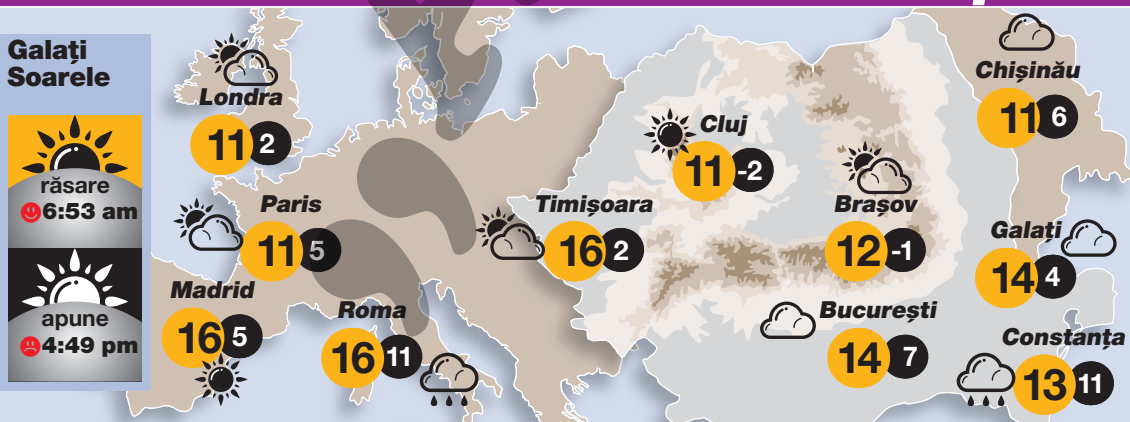 Galați
Soarele
răsare
6:53 am
apune
4:49 pm
Londra
11 2
Paris
11 5
Madrid
16 5
Roma
16 11
Timișoara
16 2
Cluj
11 -2
Brașov
12 -1
București
14 7
Chișinău
11 6
Galați
14 4
Constanța
13 11